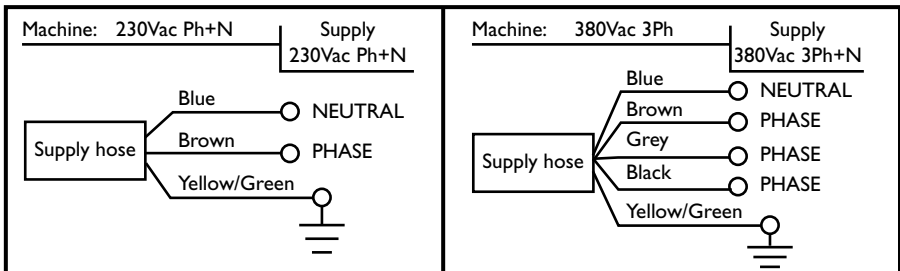 Machine: 230Vac Ph+N
Supply
230Vac Ph+N
Blue
NEUTRAL
Supply hose
Brown
PHASE
Yellow/Green
Machine: 380Vac 3Ph
Supply
380Vac 3Ph+N
Blue
NEUTRAL
Brown
PHASE
Grey
PHASE
Supply hose
Black
PHASE
Yellow/Green